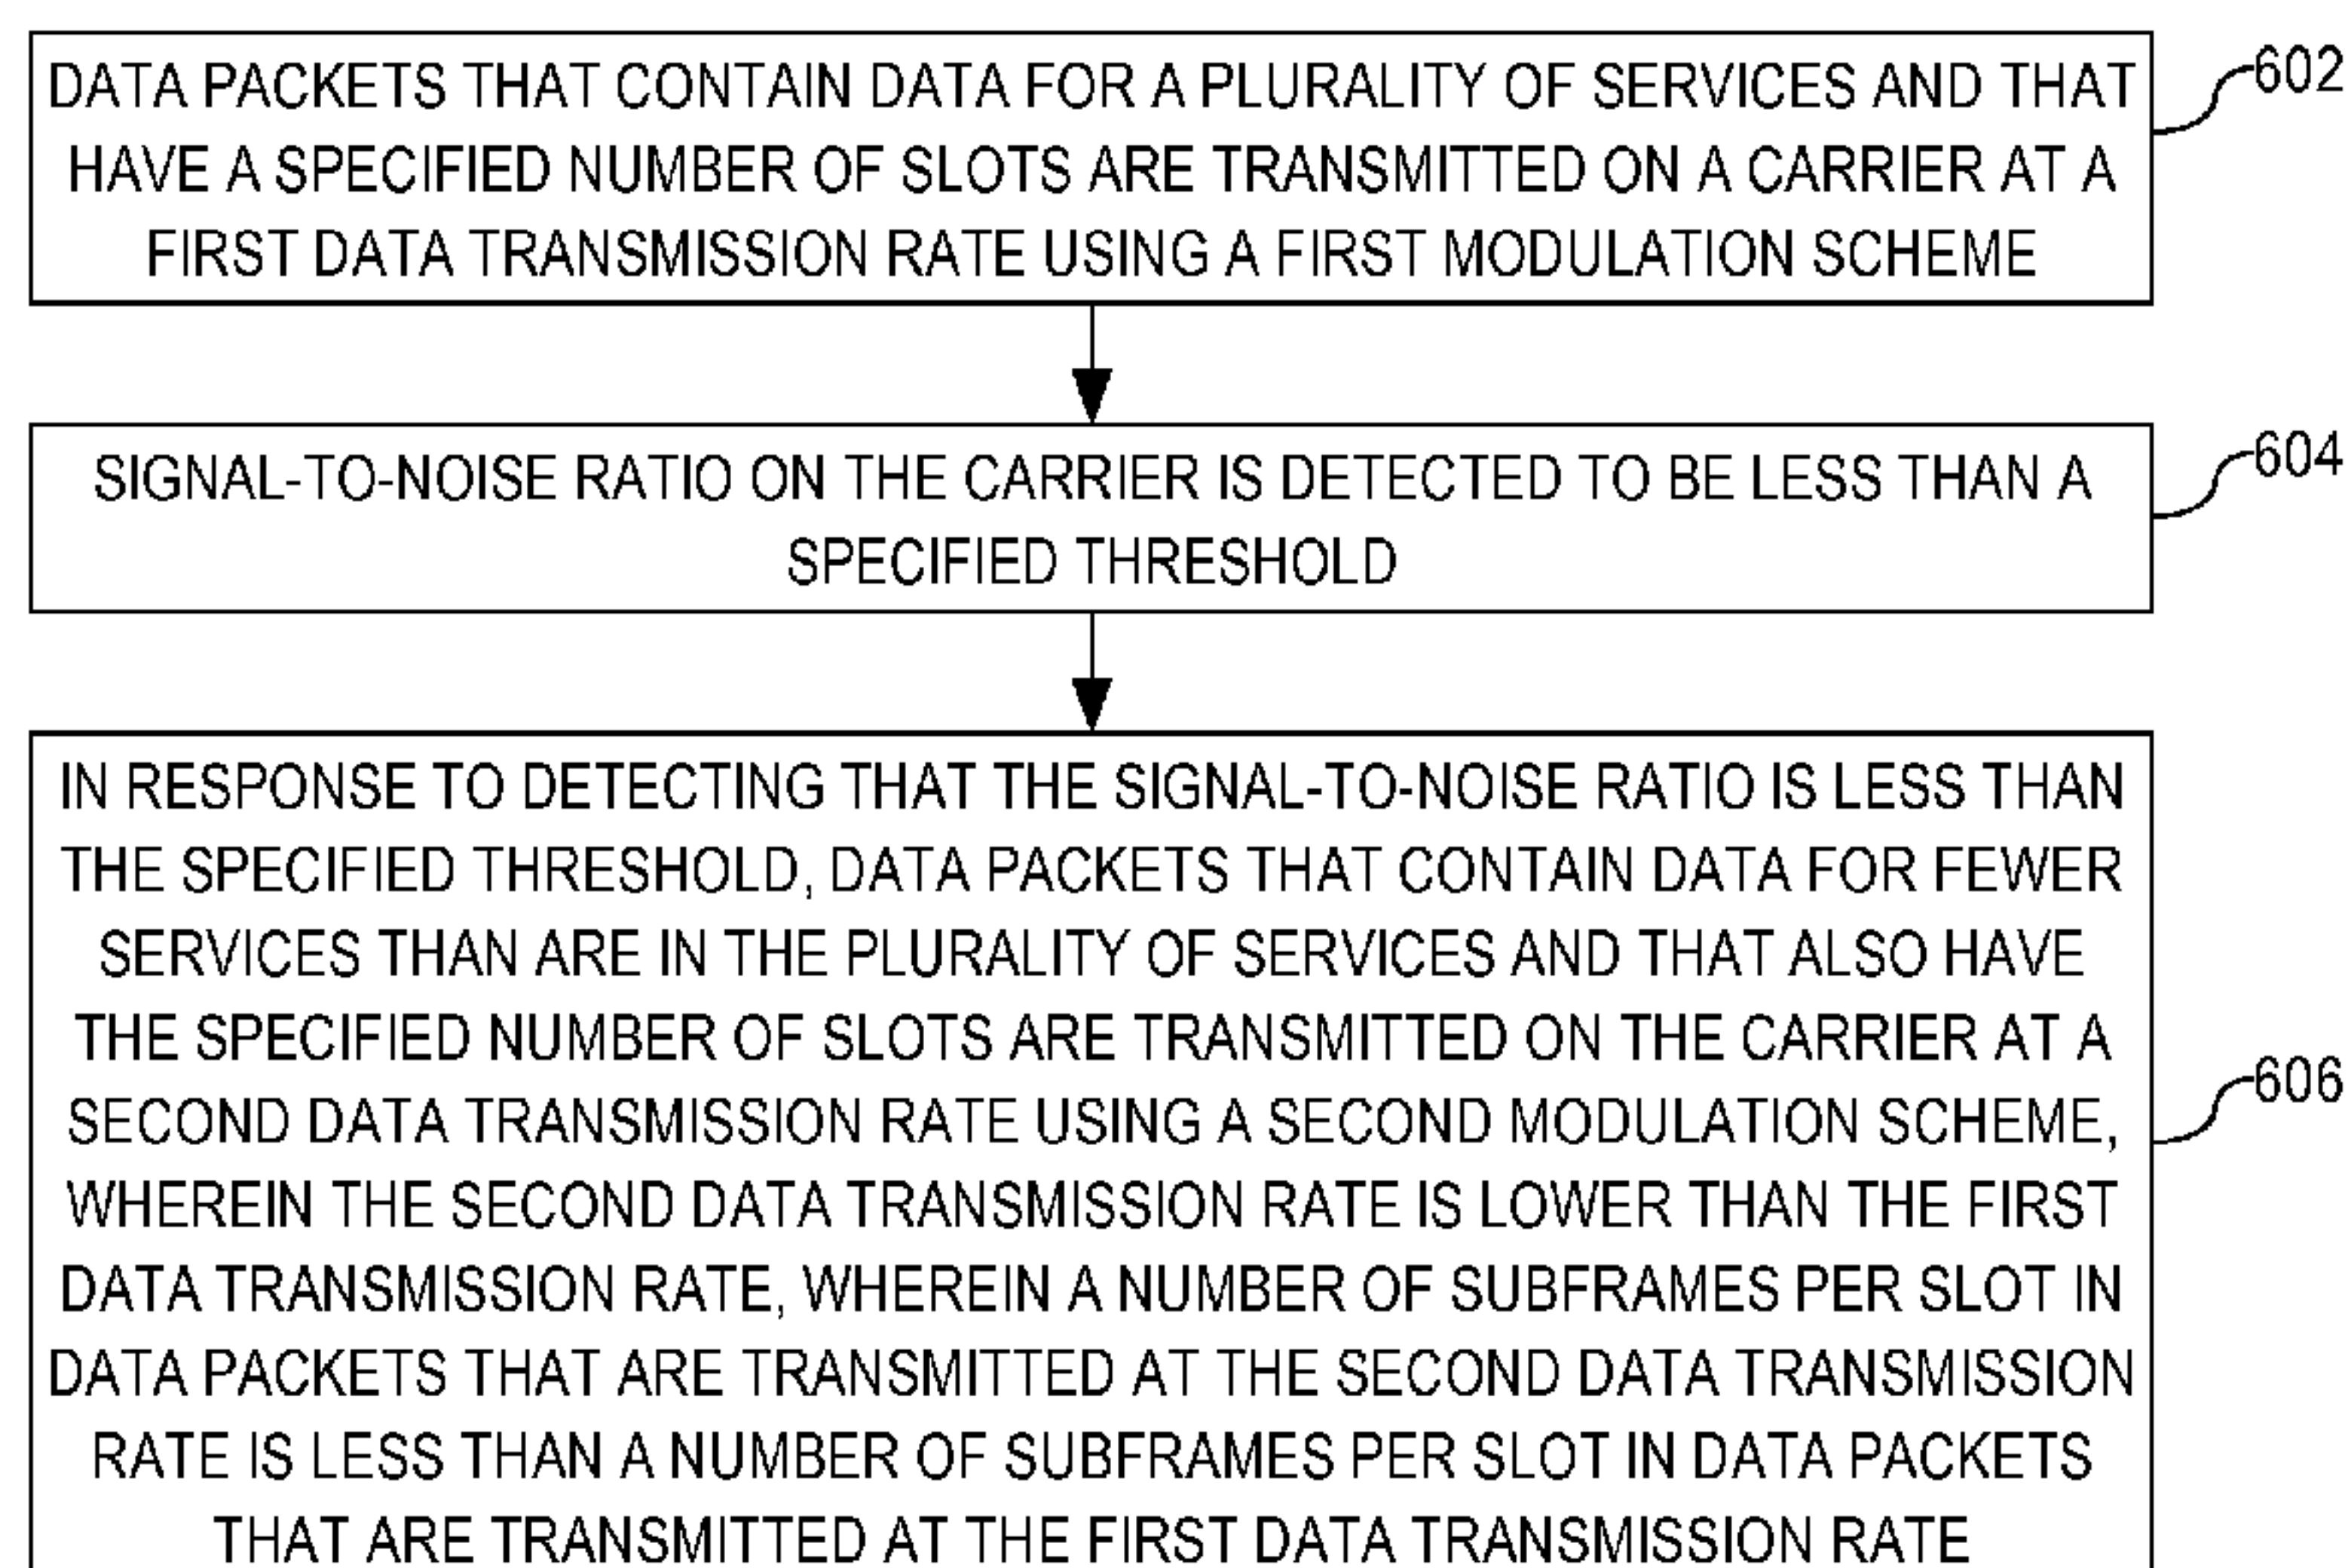 DATA PACKETS THAT CONTAIN DATA FOR A PLURALITY OF SERVICES AND THAT
HAVE A SPECIFIED NUMBER OF SLOTS ARE TRANSMITTED ON A CARRIER AT A
FIRST DATA TRANSMISSION RATE USING A FIRST MODULATION SCHEME
602
SIGNAL-TO-NOISE RATIO ON THE CARRIER IS DETECTED TO BE LESS THAN A
SPECIFIED THRESHOLD
604
IN RESPONSE TO DETECTING THAT THE SIGNAL-TO-NOISE RATIO IS LESS THAN
THE SPECIFIED THRESHOLD, DATA PACKETS THAT CONTAIN DATA FOR FEWER
SERVICES THAN ARE IN THE PLURALITY OF SERVICES AND THAT ALSO HAVE
THE SPECIFIED NUMBER OF SLOTS ARE TRANSMITTED ON THE CARRIER AT A
SECOND DATA TRANSMISSION RATE USING A SECOND MODULATION SCHEME,
WHEREIN THE SECOND DATA TRANSMISSION RATE IS LOWER THAN THE FIRST
DATA TRANSMISSION RATE, WHEREIN A NUMBER OF SUBFRAMES PER SLOT IN
DATA PACKETS THAT ARE TRANSMITTED AT THE SECOND DATA TRANSMISSION
RATE IS LESS THAN A NUMBER OF SUBFRAMES PER SLOT IN DATA PACKETS
THAT ARE TRANSMITTED AT THE FIRST DATA TRANSMISSION RATE
606